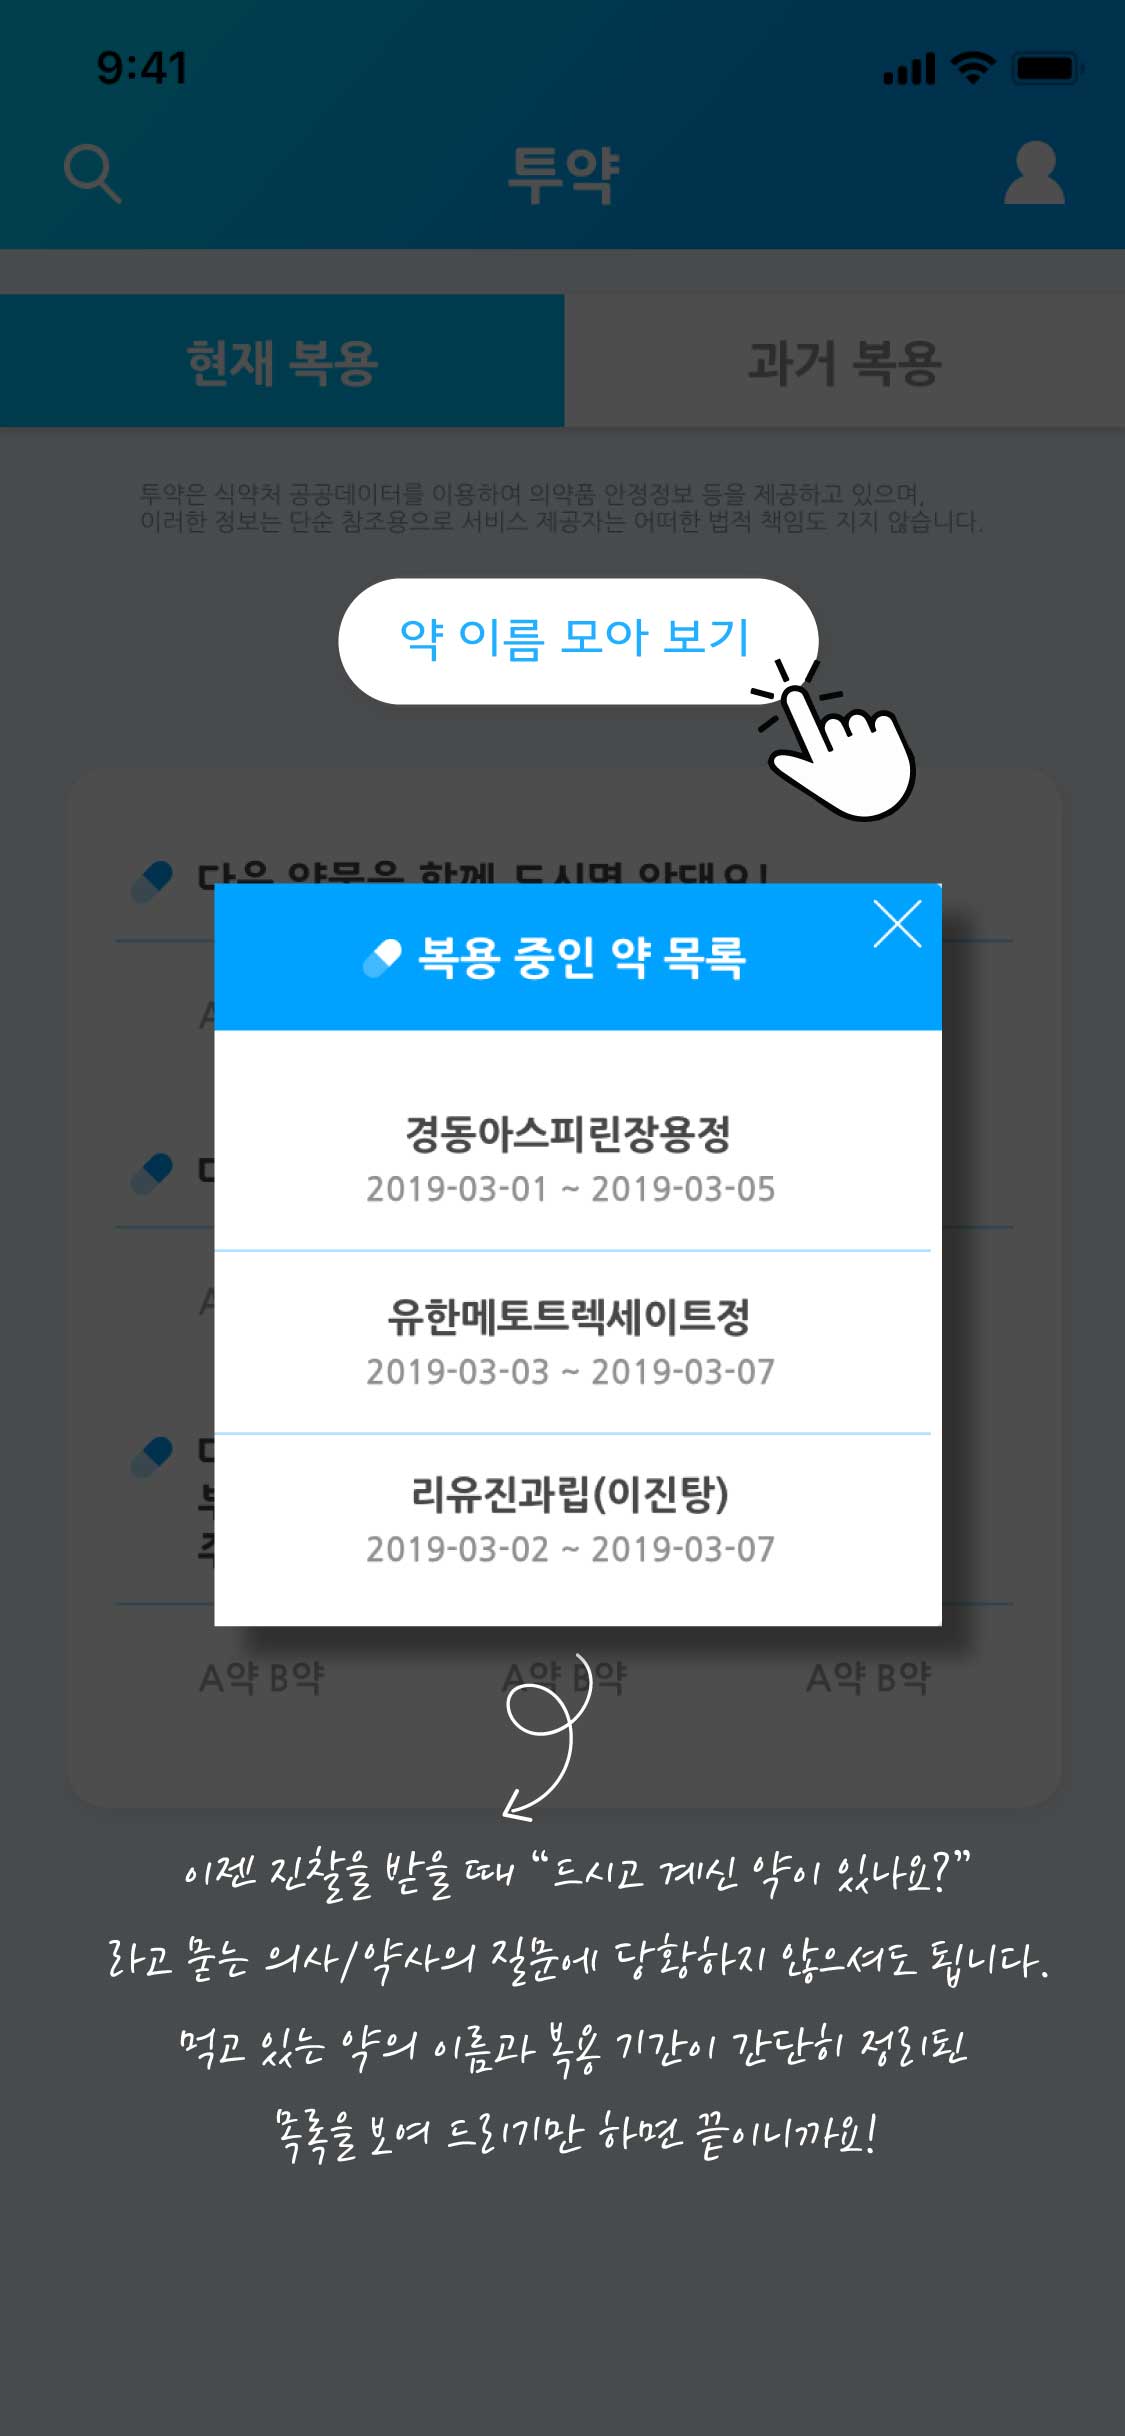 9:41
투약
현재 복용
과거 복용
투약은 식약처 공공데이터를 이용하여 의약품 안정정보 등을 제공하고 있으며,
이러한 정보는 단순 참조용으로 서비스 제공자는 어떠한 법적 책임도 지지 않습니다.
약 이름 모아 보기
다음 약물을 함께 드시면 안돼요!
복용 중인 약 목록
경동아스피린장용정
2019-03-01 ~ 2019-03-05
유한메토트렉세이트정
2019-03-03 ~ 2019-03-07
리유진과립(이진탕)
2019-03-02 ~ 2019-03-07
A약 B약
A약 B약
A약 B약
이젠 진찰을 받을 때 “드시고 계신 약이 있나요?”
라고 묻는 의사/약사의 질문에 당황하지 않으셔도 됩니다.
먹고 있는 약의 이름과 복용 기간이 간단히 정리된
목록을 보여 드리기만 하면 끝이니까요!